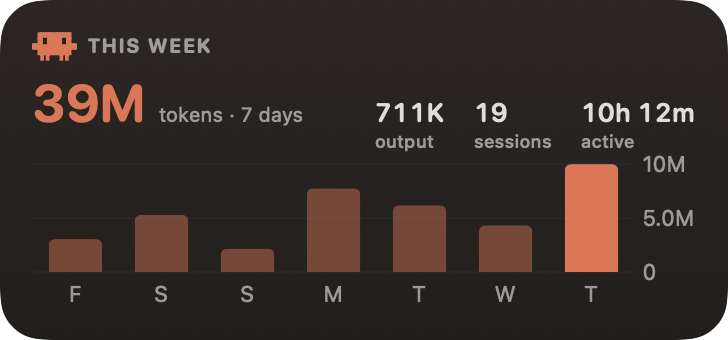 THIS WEEK
39M tokens · 7 days
711K 19 10h 12m
output sessions active
10M
5.0M
0
F S S M T W T